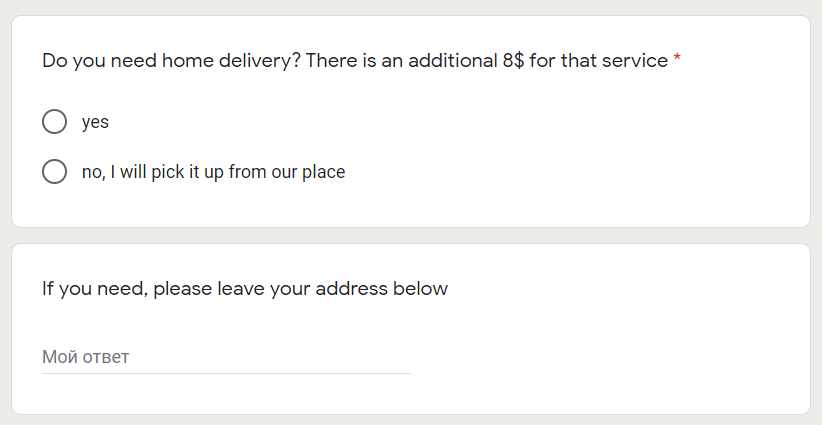 Do you need home delivery? There is an additional 8$ for that service *
yes
no, I will pick it up from our place
If you need, please leave your address below
Мой ответ